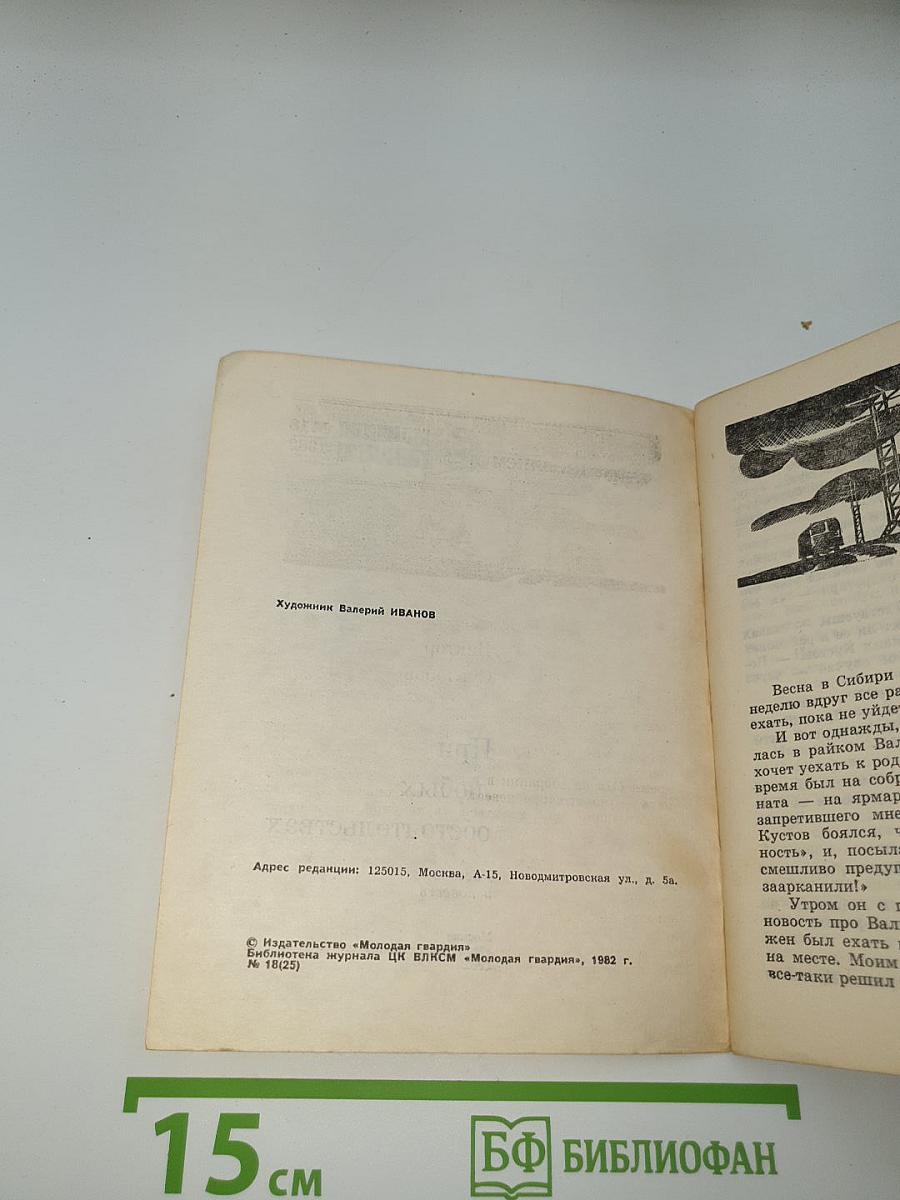 Художник Валерий ИВАНОВ
Адрес редакции: 125015, Москва, А-15, Новодмитровская ул., д. 5а.
© Издательство «Молодая гвардия»
Библиотека журнала ЦК ВЛКСМ «Молодая гвардия», 1982 г.
№ 18(25)
Весна в Сибири
неделю вдруг все ра
ехать, пока не уйдет
И вот однажды,
лась в райком Вал
хочет уехать к род
время был на собр
ната — на ярмар
запретившего мне
Кустов боялся, ч
ность», и, посыла
смешливо предуп
заарканили!»
Утром он с п
новость про Вал
жен был ехать
на месте. Моим
все-таки решил
15 см
БФ БИБЛИОФАН